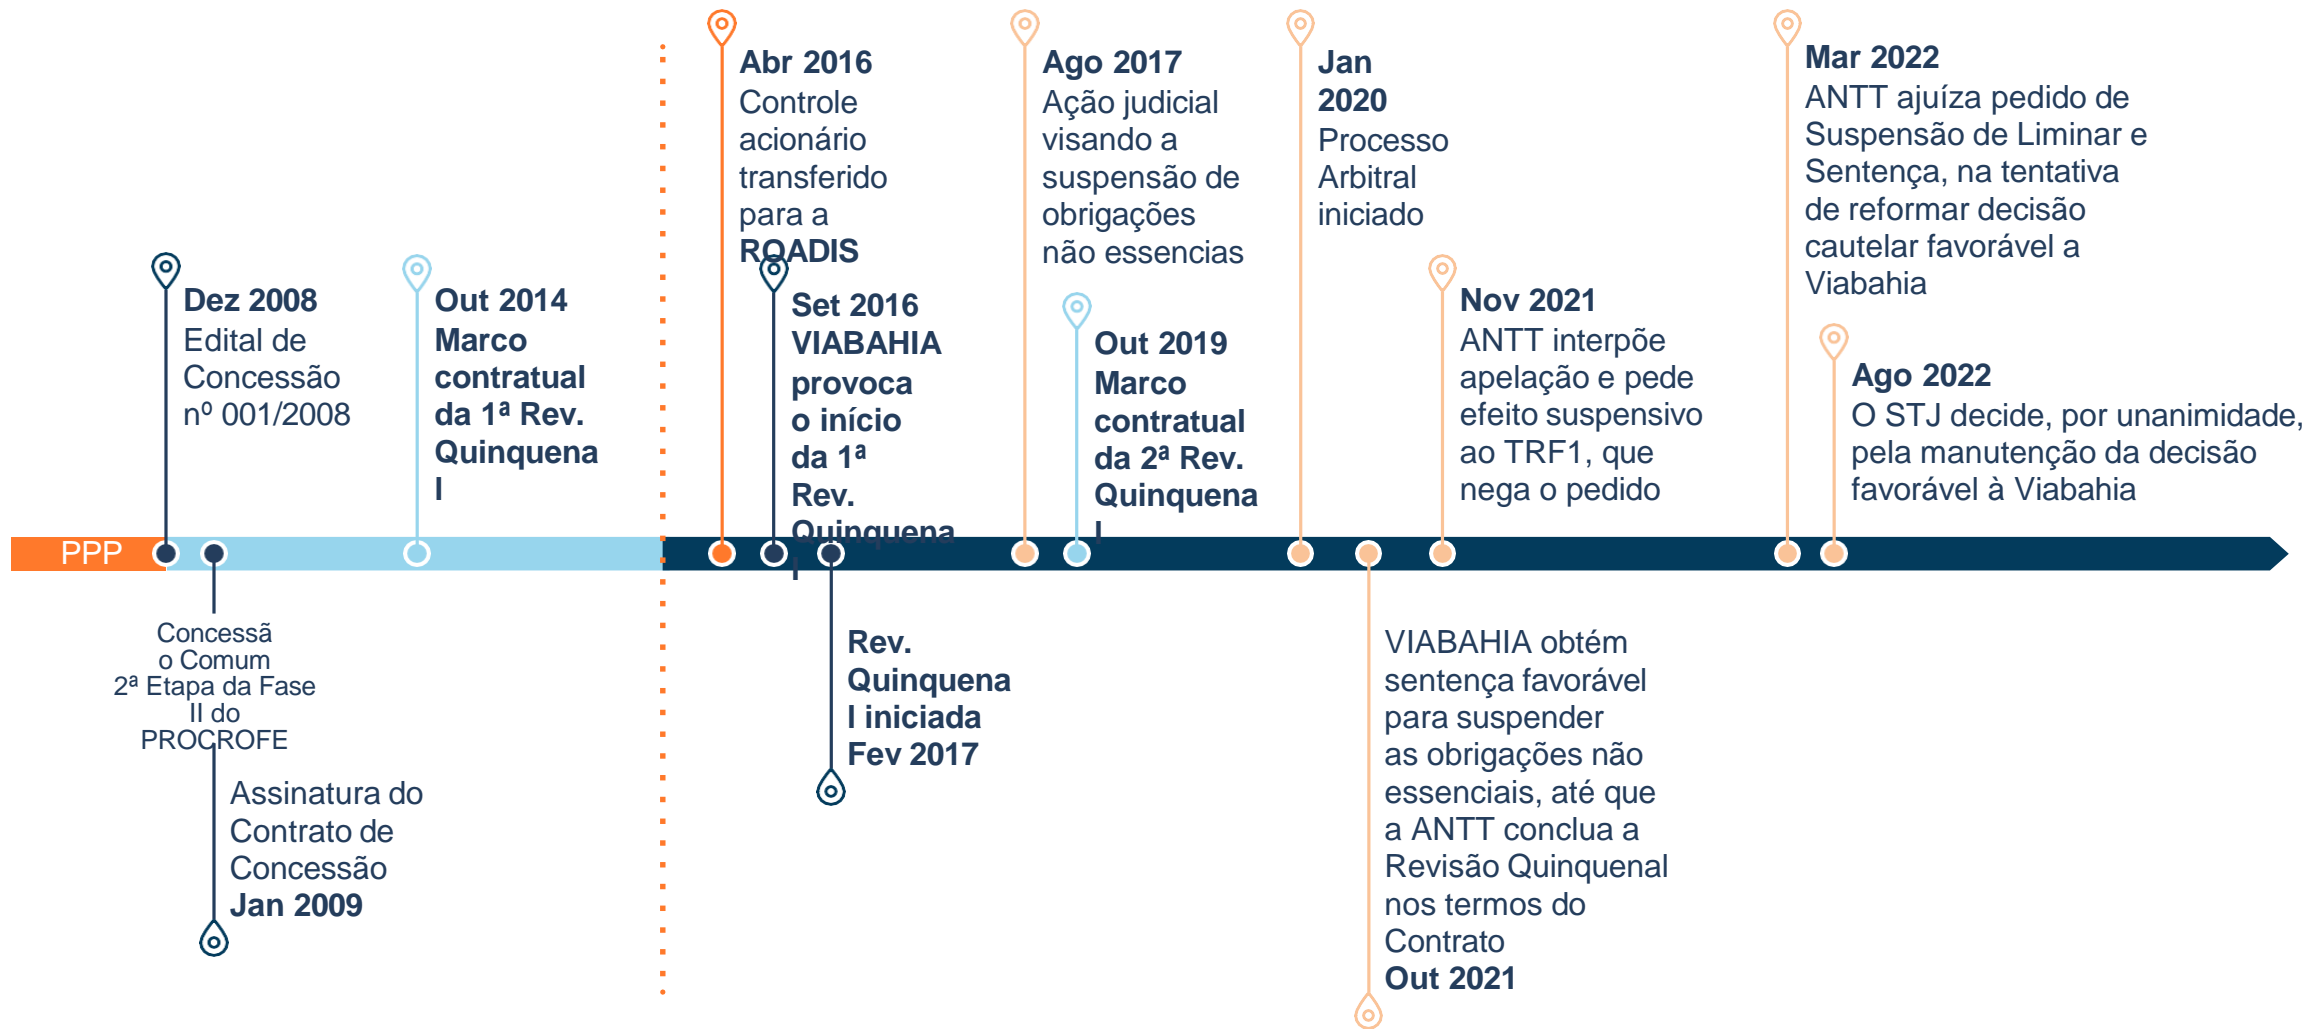 Abr 2016
Controle
acionário
transferido
para a
ROADIS
Ago 2017
Ação judicial
visando a
suspensão de
obrigações
não essencias
Jan
2020
Processo
Arbitral
iniciado
Mar 2022
ANTT ajuíza pedido de
Suspensão de Liminar e
Sentença, na tentativa
de reformar decisão
cautelar favorável a
Viabahia
Dez 2008
Edital de
Concessão
nº 001/2008
Out 2014
Marco
contratual
da 1ª Rev.
Quinquena
l
Set 2016
VIABAHIA
provoca
o início
da 1ª
Rev.
Quinquena
l
Out 2019
Marco
contratual
da 2ª Rev.
Quinquena
l
Nov 2021
ANTT interpõe
apelação e pede
efeito suspensivo
ao TRF1, que
nega o pedido
Ago 2022
O STJ decide, por unanimidade,
pela manutenção da decisão
favorável à Viabahia
PPP
Concessã
o Comum
2ª Etapa da Fase
II do
PROCROFE
Assinatura do
Contrato de
Concessão
Jan 2009
Rev.
Quinquena
l iniciada
Fev 2017
VIABAHIA obtém
sentença favorável
para suspender
as obrigações não
essenciais, até que
a ANTT conclua a
Revisão Quinquenal
nos termos do
Contrato
Out 2021